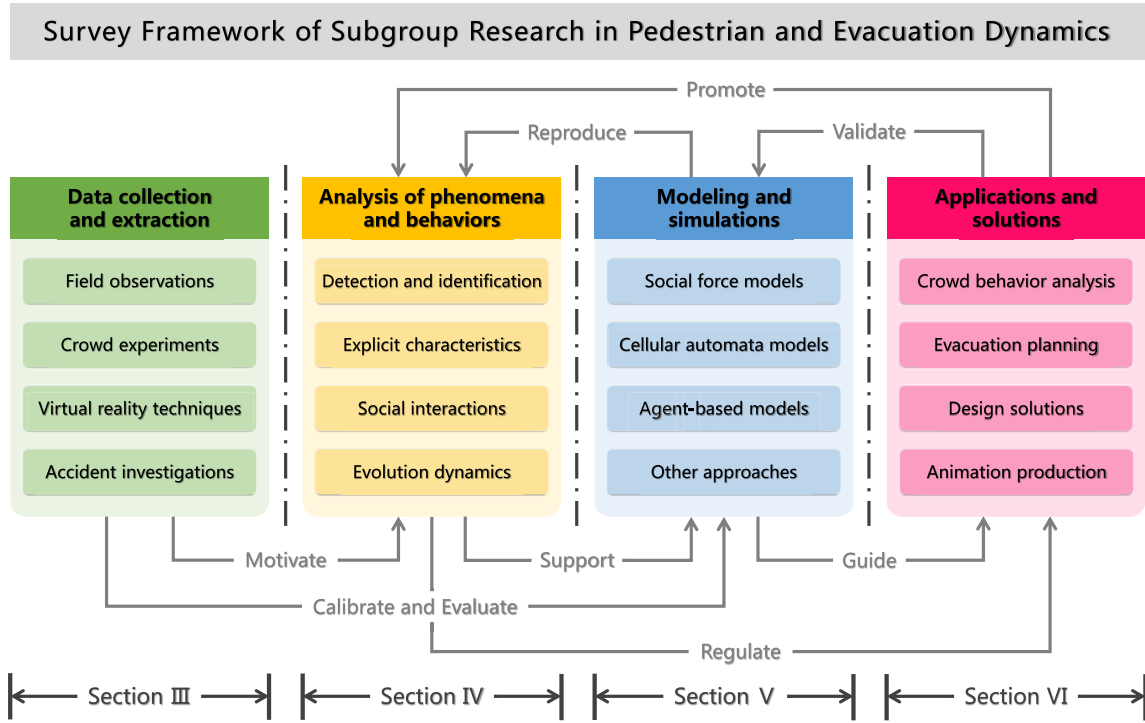 Survey Framework of Subgroup Research in Pedestrian and Evacuation Dynamics
Promote
Reproduce
Validate
Data collection
and extraction
Field observations
Crowd experiments
Virtual reality techniques
Accident investigations
Analysis of phenomena
and behaviors
Detection and identification
Explicit characteristics
Social interactions
Evolution dynamics
Modeling and
simulations
Social force models
Cellular automata models
Agent-based models
Other approaches
Applications and
solutions
Crowd behavior analysis
Evacuation planning
Design solutions
Animation production
Motivate
Support
Guide
Calibrate and Evaluate
Regulate
Section Ⅲ
Section Ⅳ
Section Ⅴ
Section Ⅵ